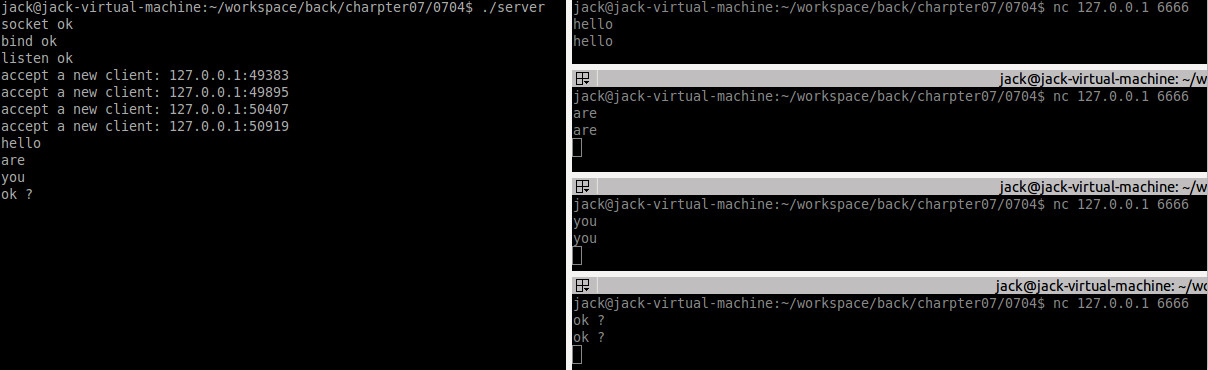 jack@jack-virtual-machine:~/workspace/back/charpter07/0704$ ./server
socket ok
bind ok
listen ok
accept a new client: 127.0.0.1:49383
accept a new client: 127.0.0.1:49895
accept a new client: 127.0.0.1:50407
accept a new client: 127.0.0.1:50919
hello
are
you
ok ?
jack@jack-virtual-machine:~/workspace/back/charpter07/0704$ nc 127.0.0.1 6666
hello
hello
jack@jack-virtual-machine: ~/w
jack@jack-virtual-machine:~/workspace/back/charpter07/0704$ nc 127.0.0.1 6666
are
are
jack@jack-virtual-machine: ~/w
jack@jack-virtual-machine:~/workspace/back/charpter07/0704$ nc 127.0.0.1 6666
you
you
jack@jack-virtual-machine: ~/wo
jack@jack-virtual-machine:~/workspace/back/charpter07/0704$ nc 127.0.0.1 6666
ok ?
ok ?